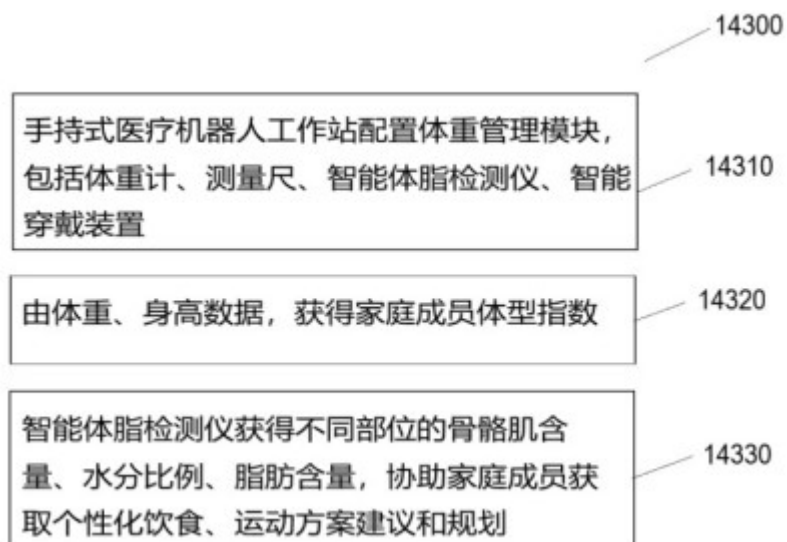 14300
手持式医疗机器人工作站配置体重管理模块，
包括体重计、测量尺、智能体脂检测仪、智能
穿戴装置
14310
由体重、身高数据，获得家庭成员体型指数
14320
智能体脂检测仪获得不同部位的骨骼肌含
量、水分比例、脂肪含量，协助家庭成员获
取个性化饮食、运动方案建议和规划
14330